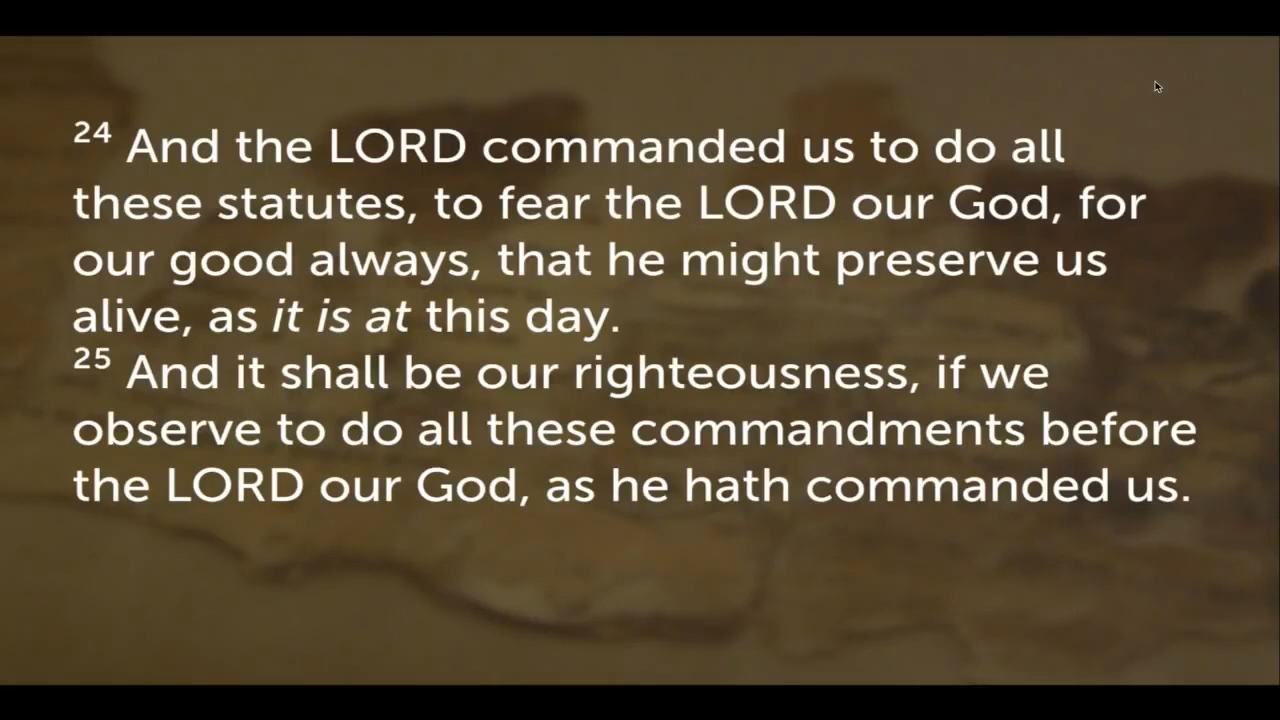 24 And the LORD commanded us to do all
these statutes, to fear the LORD our God, for
our good always, that he might preserve us
alive, as it is at this day.
25 And it shall be our righteousness, if we
observe to do all these commandments before
the LORD our God, as he hath commanded us.